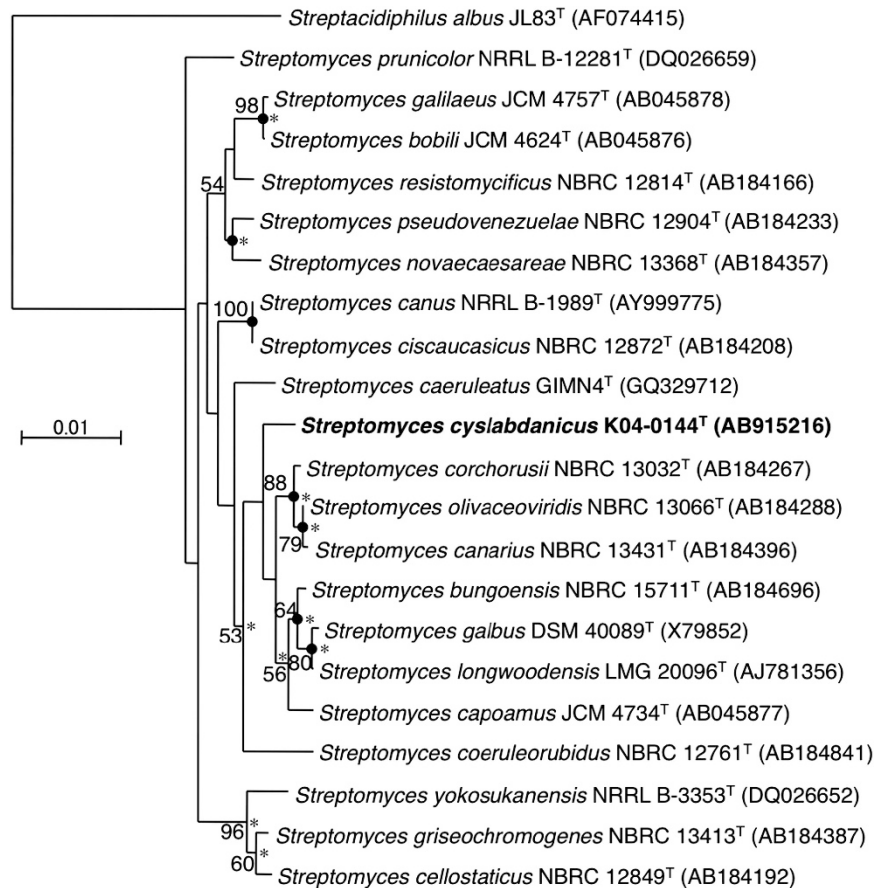 Streptacidiphilus albus JL83ᵀ (AF074415)
Streptomyces prunicolor NRRL B-12281ᵀ (DQ026659)
98 * Streptomyces galilaeus JCM 4757ᵀ (AB045878)
Streptomyces bobili JCM 4624ᵀ (AB045876)
54 Streptomyces resistomycificus NBRC 12814ᵀ (AB184166)
Streptomyces pseudovenezuelae NBRC 12904ᵀ (AB184233)
*
Streptomyces novaecaesareae NBRC 13368ᵀ (AB184357)
100 Streptomyces canus NRRL B-1989ᵀ (AY999775)
Streptomyces ciscaucasicus NBRC 12872ᵀ (AB184208)
Streptomyces caeruleatus GIMN4ᵀ (GQ329712)
0.01
Streptomyces cyslabdanicus K04-0144ᵀ (AB915216)
Streptomyces corchorusii NBRC 13032ᵀ (AB184267)
88 *
Streptomyces olivaceoviridis NBRC 13066ᵀ (AB184288)
*
79 Streptomyces canarius NBRC 13431ᵀ (AB184396)
Streptomyces bungoensis NBRC 15711ᵀ (AB184696)
64 *
Streptomyces galbus DSM 40089ᵀ (X79852)
53 *
80 *
56 * Streptomyces longwoodensis LMG 20096ᵀ (AJ781356)
Streptomyces capoamus JCM 4734ᵀ (AB045877)
Streptomyces coeruleorubidus NBRC 12761ᵀ (AB184841)
Streptomyces yokosukanensis NRRL B-3353ᵀ (DQ026652)
96 *
Streptomyces griseochromogenes NBRC 13413ᵀ (AB184387)
60 *
Streptomyces cellostaticus NBRC 12849ᵀ (AB184192)